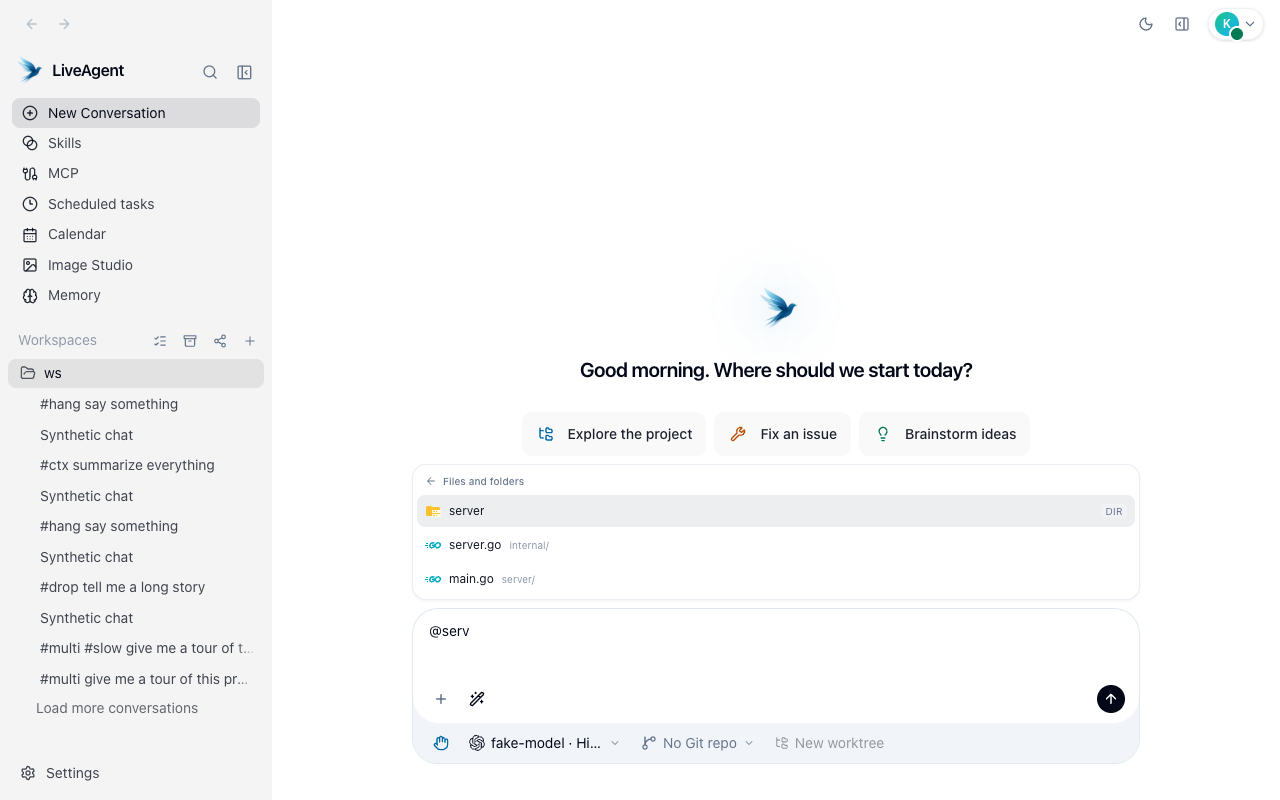 LiveAgent
K
New Conversation
Skills
MCP
Scheduled tasks
Calendar
Image Studio
Memory
Workspaces
ws
#hang say something
Synthetic chat
#ctx summarize everything
Synthetic chat
#hang say something
Synthetic chat
#drop tell me a long story
Synthetic chat
#multi #slow give me a tour of t...
#multi give me a tour of this pr...
Load more conversations
Settings
Good morning. Where should we start today?
Explore the project
Fix an issue
Brainstorm ideas
Files and folders
server DIR
server.go internal/
main.go server/
@serv
fake-model · Hi... No Git repo New worktree